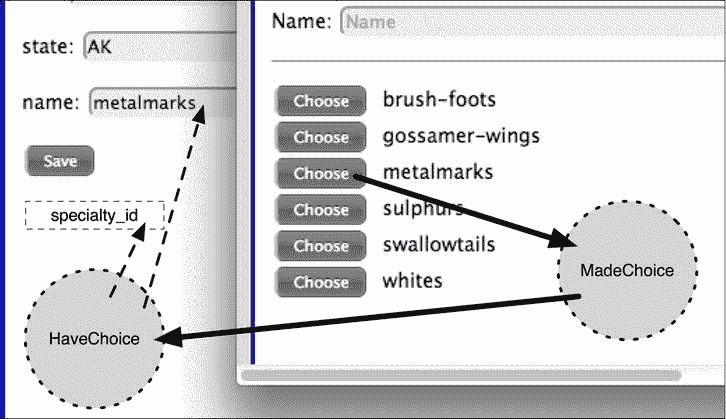 state: AK
name: metalmarks
Save
specialty_id
HaveChoice
Name: Name
Choose brush-foots
Choose gossamer-wings
Choose metalmarks
Choose sulphurs
Choose swallowtails
Choose whites
MadeChoice